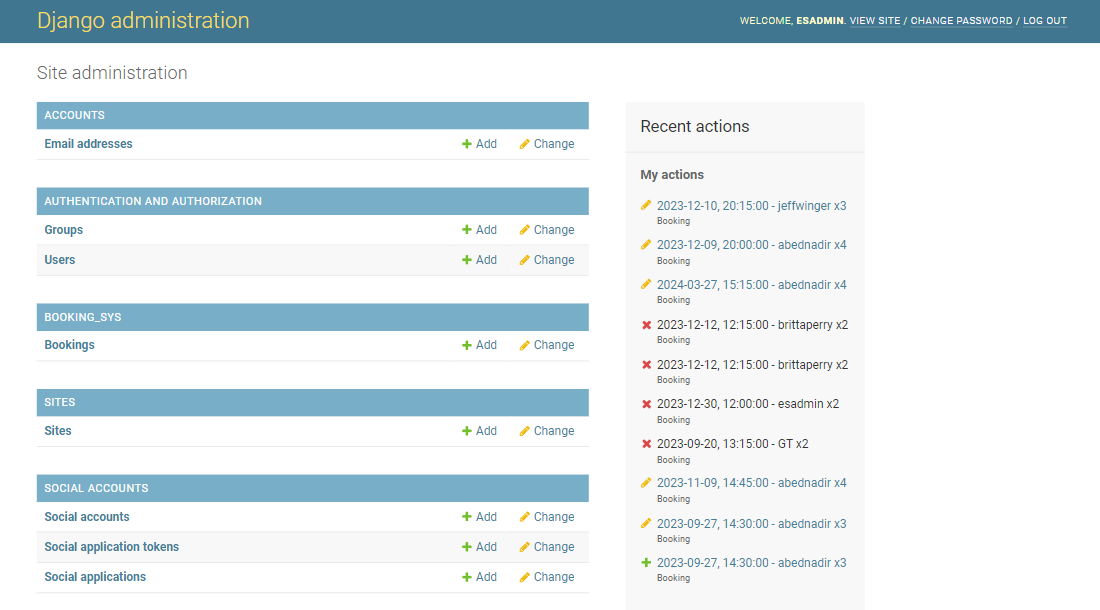 Django administration
WELCOME, ESADMIN. VIEW SITE / CHANGE PASSWORD / LOG OUT
Site administration
ACCOUNTS
Email addresses Add Change
AUTHENTICATION AND AUTHORIZATION
Groups Add Change
Users Add Change
BOOKING_SYS
Bookings Add Change
SITES
Sites Add Change
SOCIAL ACCOUNTS
Social accounts Add Change
Social application tokens Add Change
Social applications Add Change
Recent actions
My actions
2023-12-10, 20:15:00 - jeffwinger x3
Booking
2023-12-09, 20:00:00 - abednadir x4
Booking
2024-03-27, 15:15:00 - abednadir x4
Booking
2023-12-12, 12:15:00 - brittaperry x2
Booking
2023-12-12, 12:15:00 - brittaperry x2
Booking
2023-12-30, 12:00:00 - esadmin x2
Booking
2023-09-20, 13:15:00 - GT x2
Booking
2023-11-09, 14:45:00 - abednadir x4
Booking
2023-09-27, 14:30:00 - abednadir x3
Booking
2023-09-27, 14:30:00 - abednadir x3
Booking